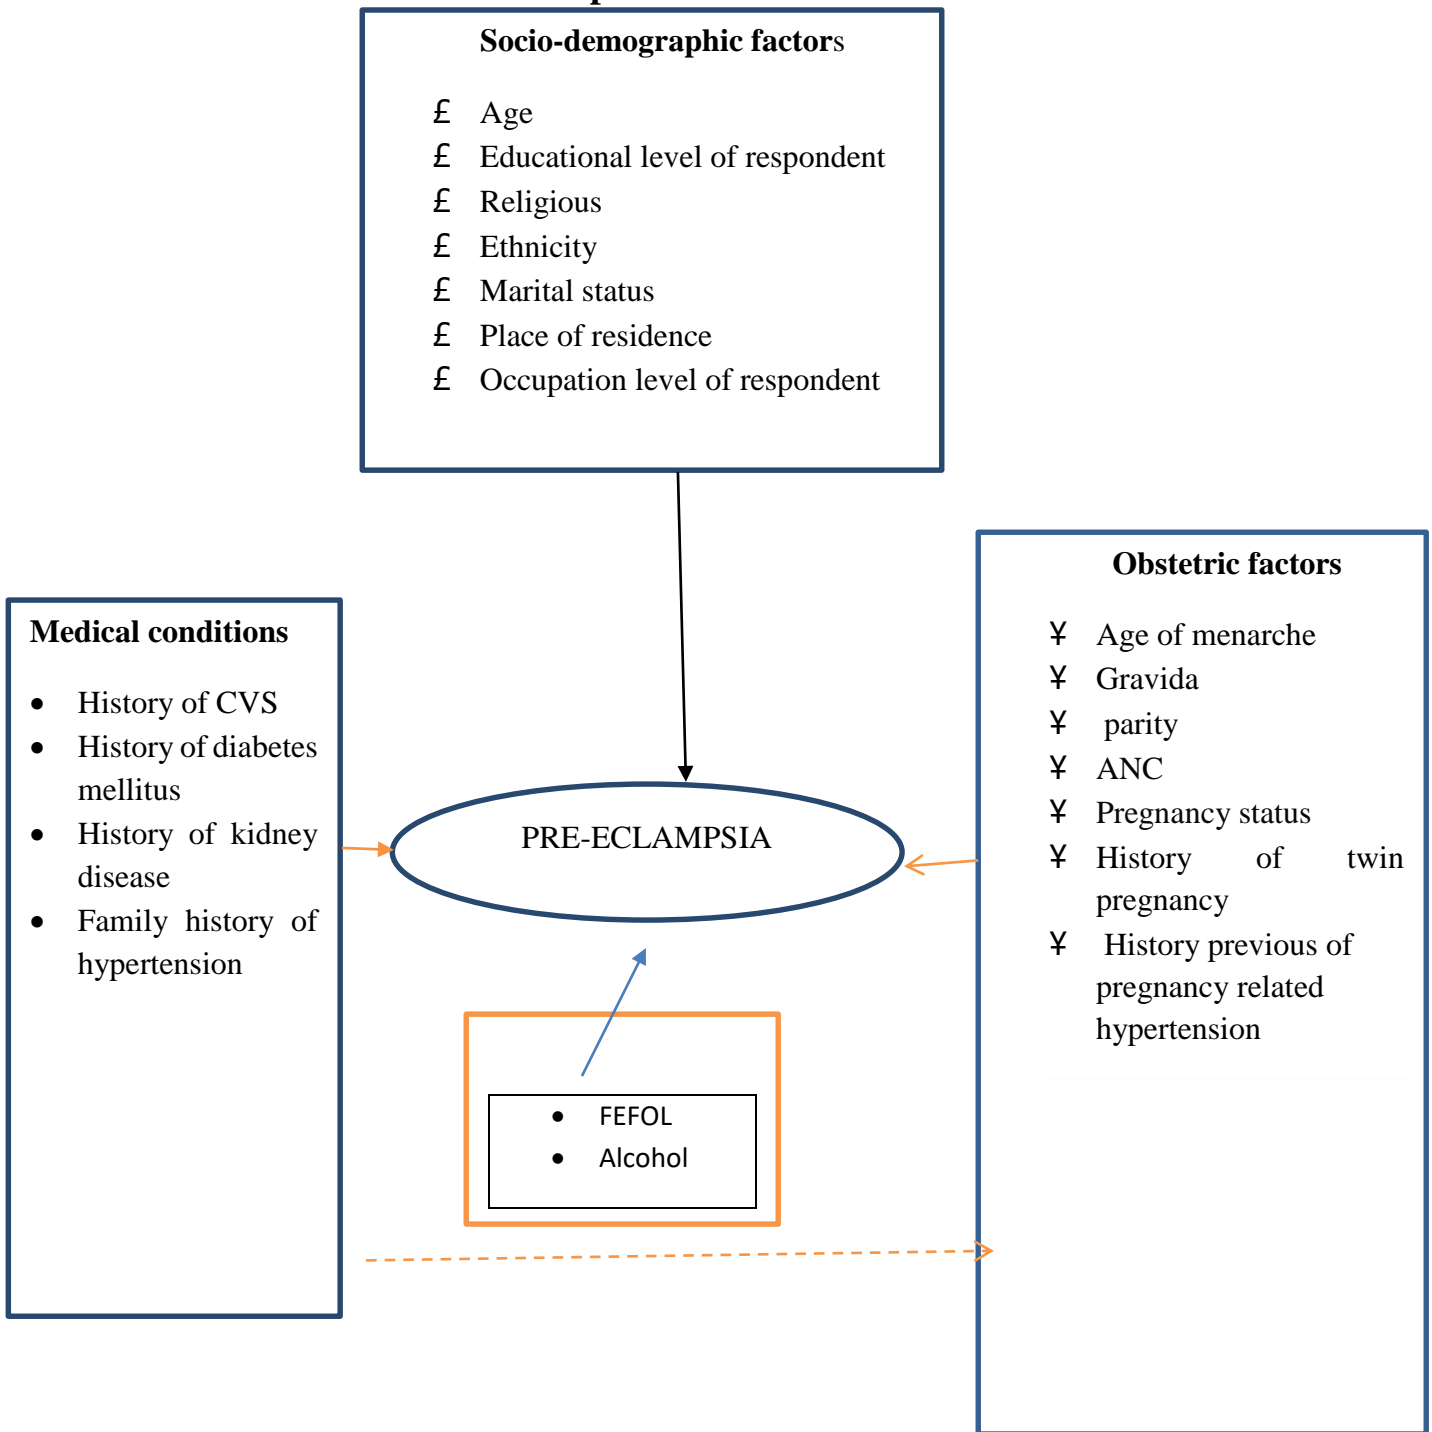 Socio-demographic factors
£ Age
£ Educational level of respondent
£ Religious
£ Ethnicity
£ Marital status
£ Place of residence
£ Occupation level of respondent
Medical conditions
• History of CVS
• History of diabetes
mellitus
• History of kidney
disease
• Family history of
hypertension
PRE-ECLAMPSIA
• FEFOL
• Alcohol
Obstetric factors
¥ Age of menarche
¥ Gravida
¥ parity
¥ ANC
¥ Pregnancy status
¥ History of twin
pregnancy
¥ History previous of
pregnancy related
hypertension